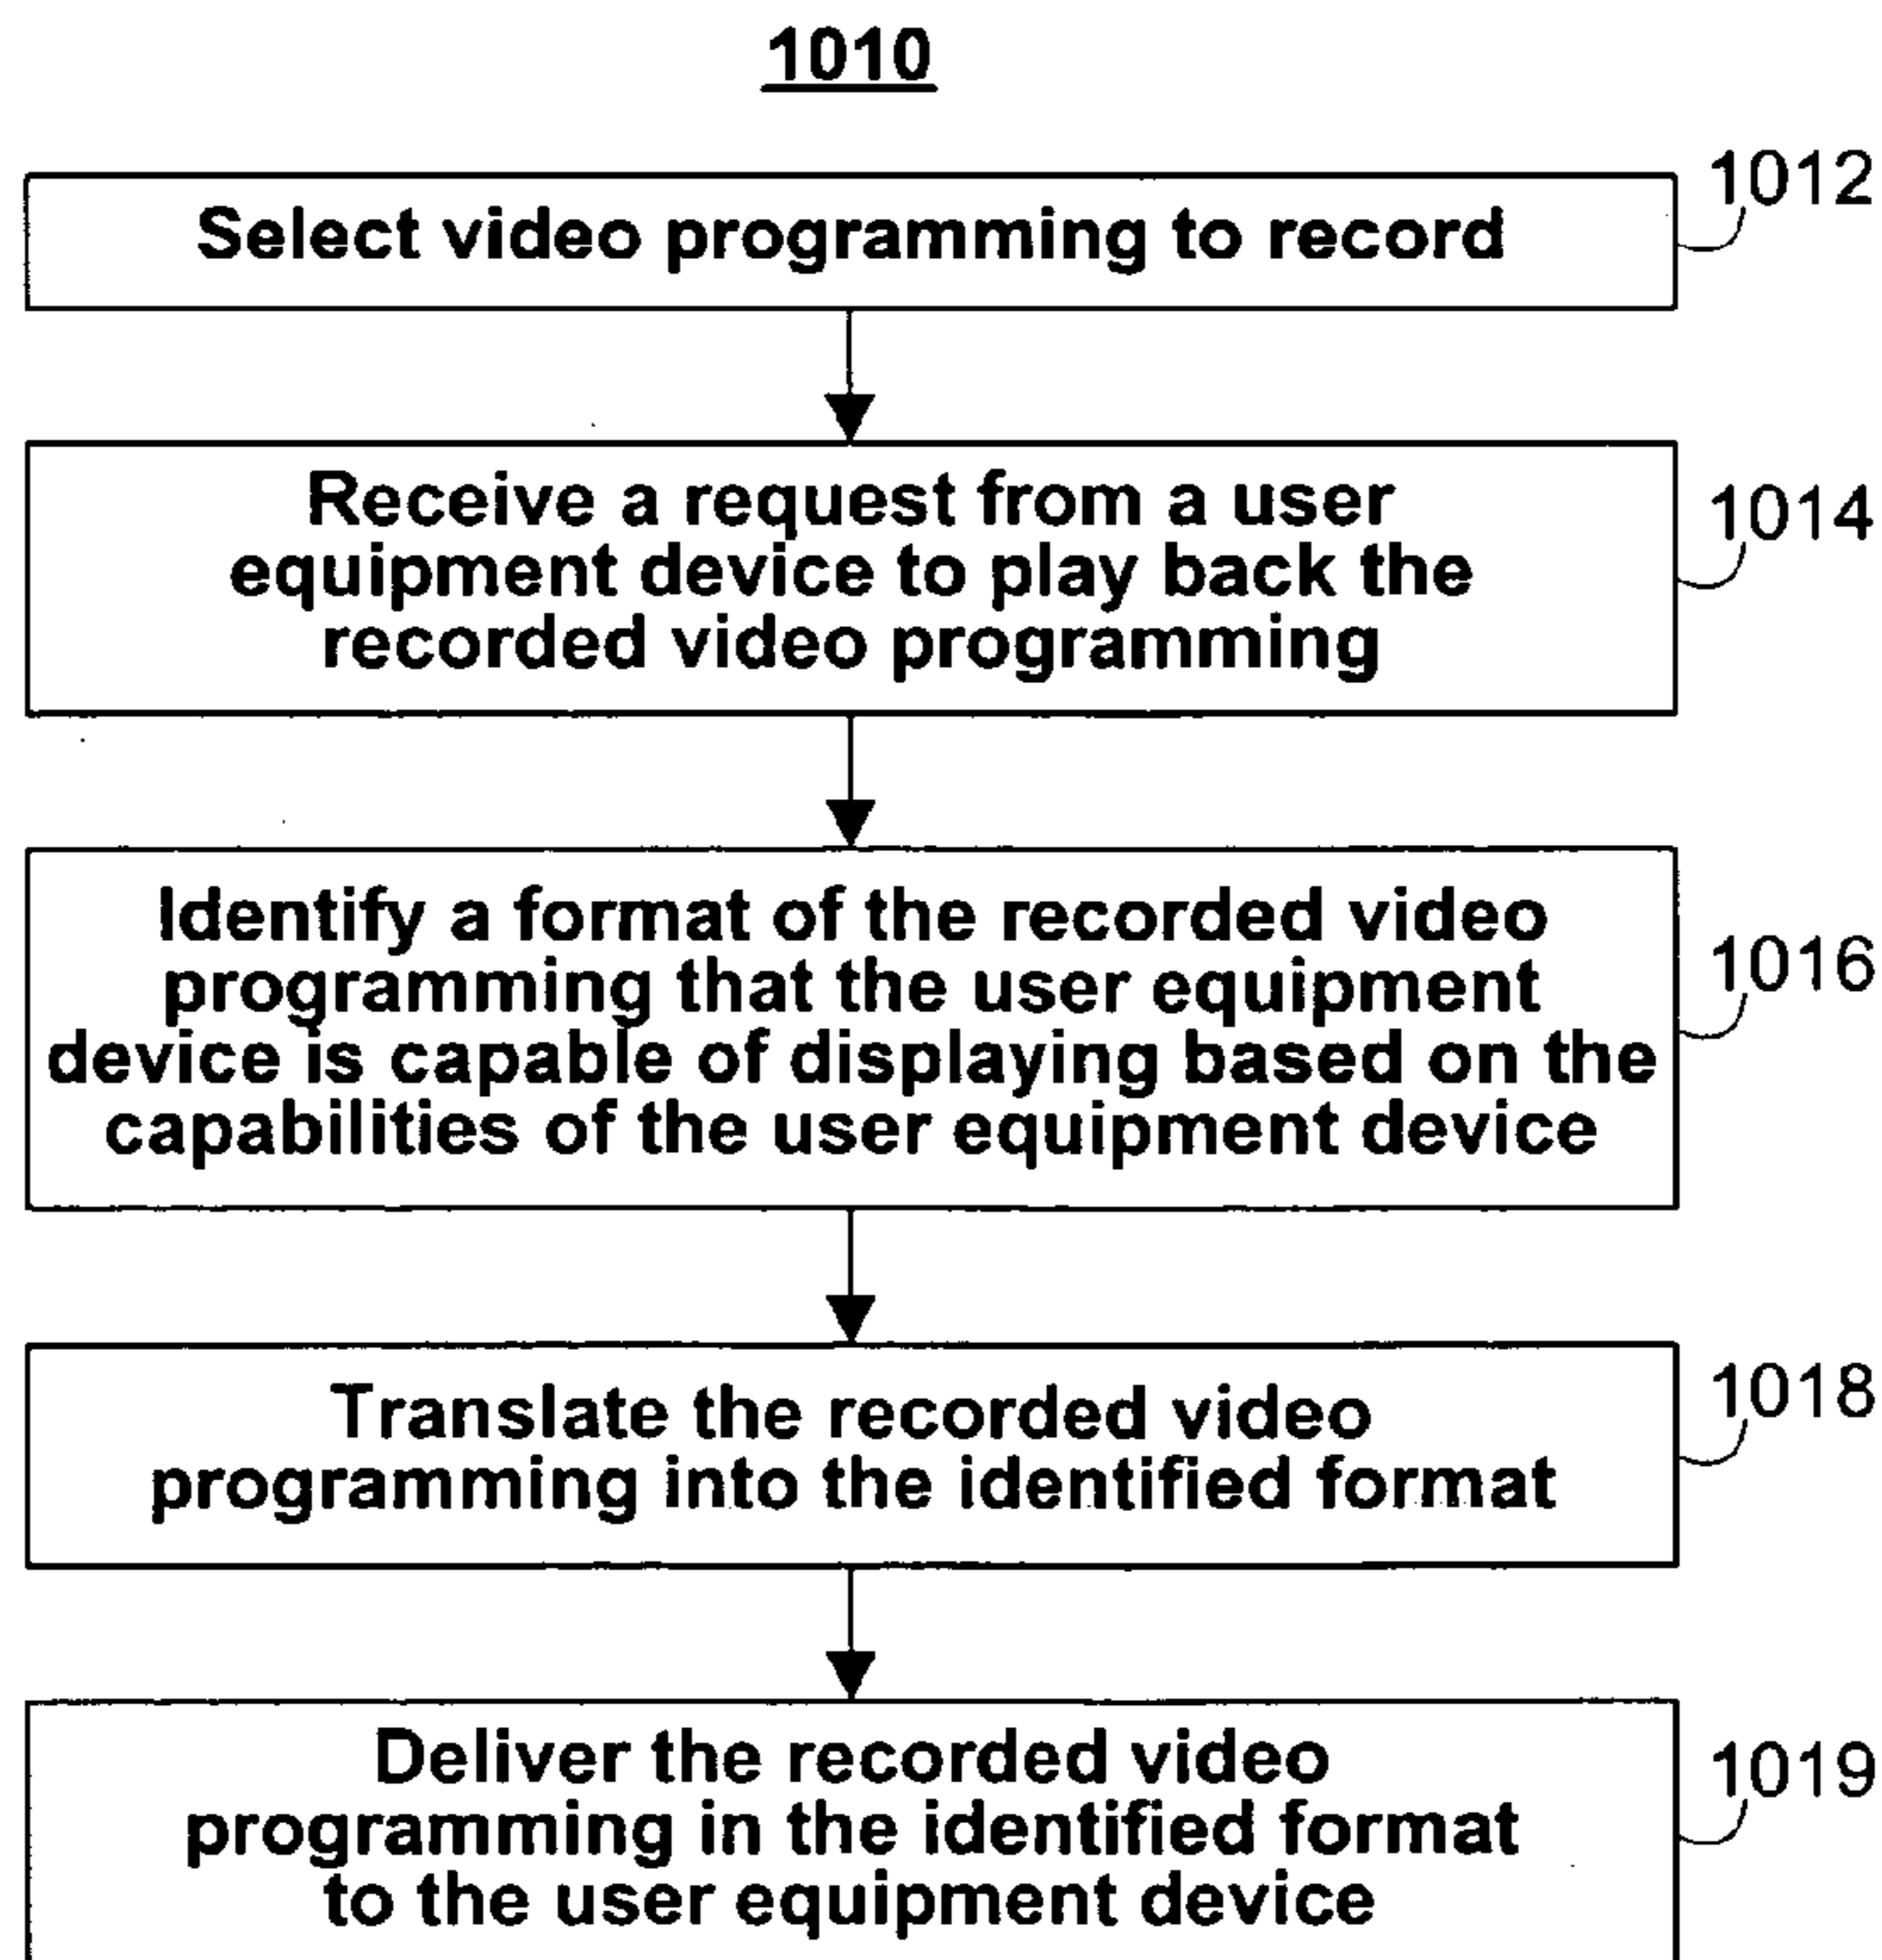 1010
Select video programming to record
1012
Receive a request from a user
equipment device to play back the
recorded video programming
1014
Identify a format of the recorded video
programming that the user equipment
device is capable of displaying based on the
capabilities of the user equipment device
1016
Translate the recorded video
programming into the identified format
1018
Deliver the recorded video
programming in the identified format
to the user equipment device
1019